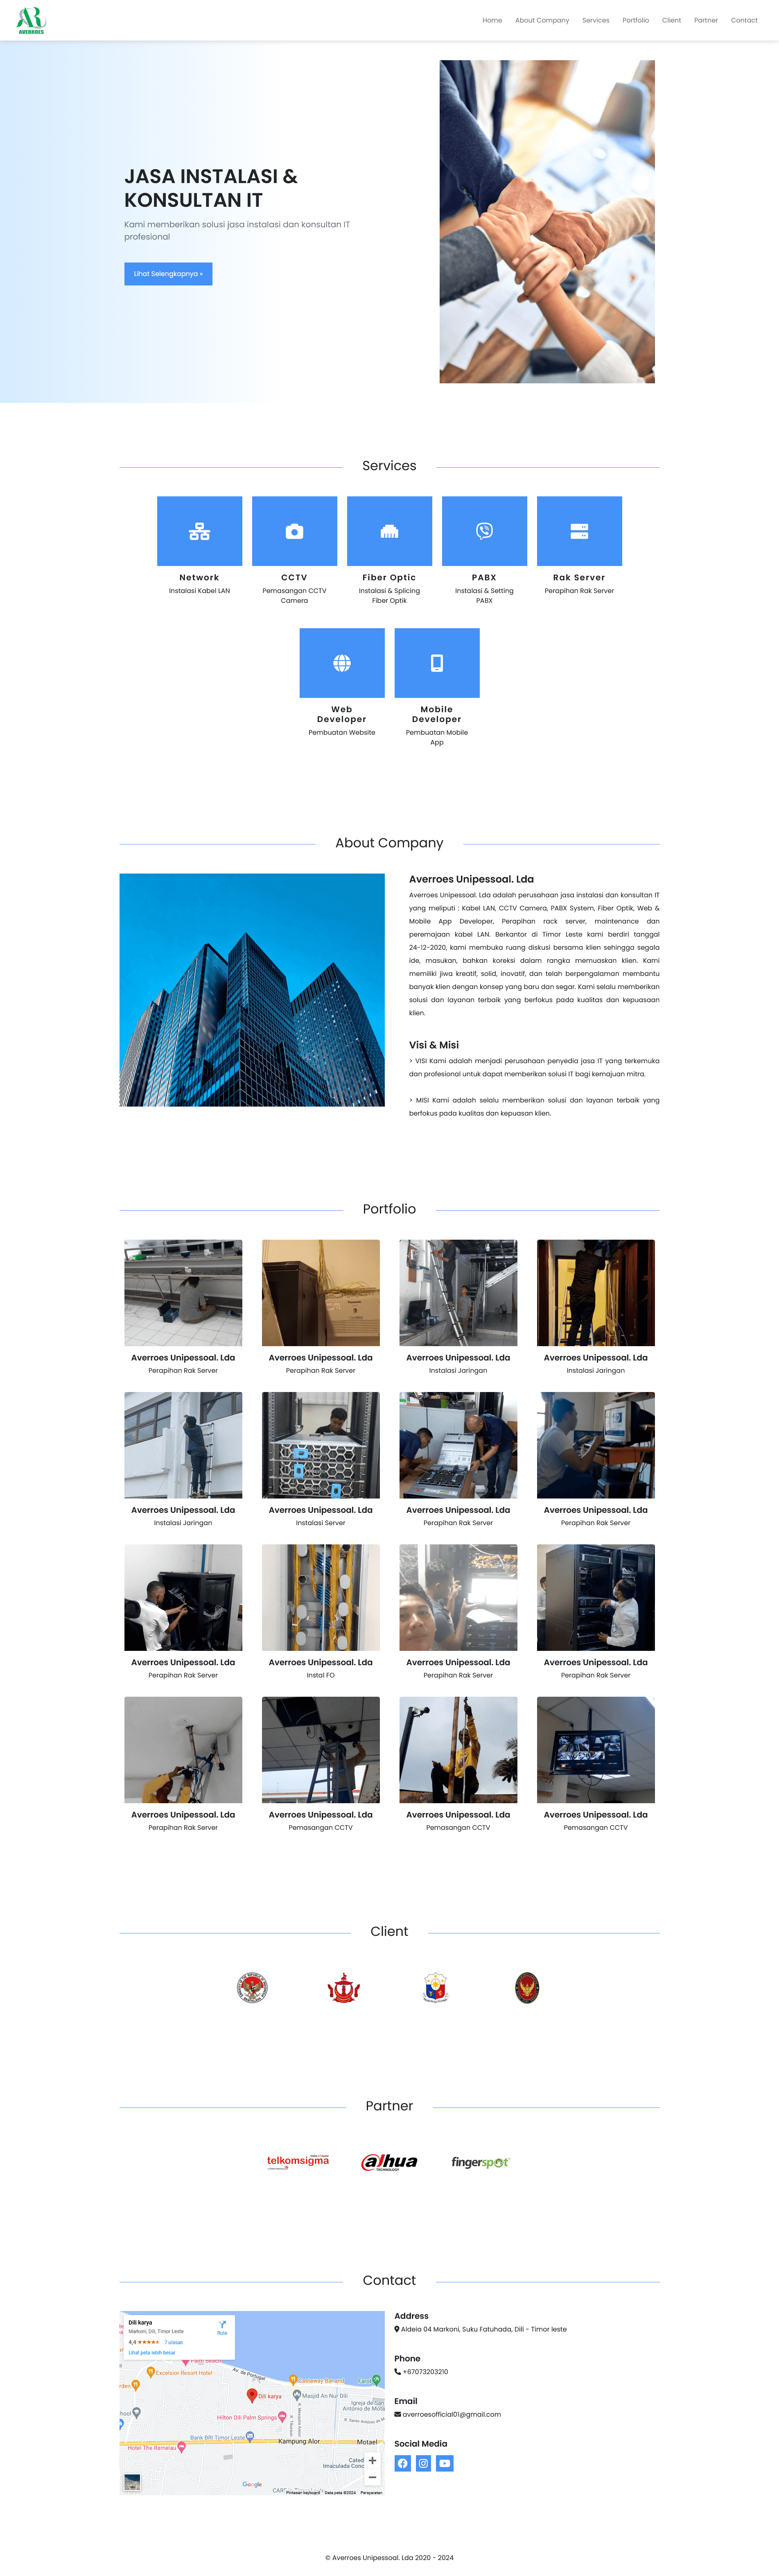 AVERROES
Home About Company Services Portfolio Client Partner Contact
JASA INSTALASI &
KONSULTAN IT
Kami memberikan solusi jasa instalasi dan konsultan IT
profesional
Lihat Selengkapnya »
Services
Network
Instalasi Kabel LAN
CCTV
Pemasangan CCTV
Camera
Fiber Optic
Instalasi & Splicing
Fiber Optik
PABX
Instalasi & Setting
PABX
Rak Server
Perapihan Rak Server
Web
Developer
Pembuatan Website
Mobile
Developer
Pembuatan Mobile
App
About Company
Averroes Unipessoal. Lda
Averroes Unipessoal. Lda adalah perusahaan jasa instalasi dan konsultan IT
yang meliputi : Kabel LAN, CCTV Camera, PABX System, Fiber Optik, Web &
Mobile App Developer, Perapihan rack server, maintenance dan
peremajaan kabel LAN. Berkantor di Timor Leste kami berdiri tanggal
24-12-2020, kami membuka ruang diskusi bersama klien sehingga segala
ide, masukan, bahkan koreksi dalam rangka memuaskan klien. Kami
memiliki jiwa kreatif, solid, inovatif, dan telah berpengalaman membantu
banyak klien dengan konsep yang baru dan segar. Kami selalu memberikan
solusi dan layanan terbaik yang berfokus pada kualitas dan kepuasaan
klien.
Visi & Misi
> VISI Kami adalah menjadi perusahaan penyedia jasa IT yang terkemuka
dan profesional untuk dapat memberikan solusi IT bagi kemajuan mitra.
> MISI Kami adalah selalu memberikan solusi dan layanan terbaik yang
berfokus pada kualitas dan kepuasan klien.
Portfolio
Averroes Unipessoal. Lda
Perapihan Rak Server
Averroes Unipessoal. Lda
Perapihan Rak Server
Averroes Unipessoal. Lda
Instalasi Jaringan
Averroes Unipessoal. Lda
Instalasi Jaringan
Averroes Unipessoal. Lda
Instalasi Jaringan
Averroes Unipessoal. Lda
Instalasi Server
Averroes Unipessoal. Lda
Perapihan Rak Server
Averroes Unipessoal. Lda
Perapihan Rak Server
Averroes Unipessoal. Lda
Perapihan Rak Server
Averroes Unipessoal. Lda
Instal FO
Averroes Unipessoal. Lda
Perapihan Rak Server
Averroes Unipessoal. Lda
Perapihan Rak Server
Averroes Unipessoal. Lda
Perapihan Rak Server
Averroes Unipessoal. Lda
Pemasangan CCTV
Averroes Unipessoal. Lda
Pemasangan CCTV
Averroes Unipessoal. Lda
Pemasangan CCTV
Client
Partner
telkomsigma
alhua
TECHNOLOGY
fingerspot
Contact
Dili karya
Markoni, Dili, Timor Leste
Rute
4,4 7 ulasan
Lihat peta lebih besar
Excelsior Resort Hotel
Av. de Portugal
Castaway Bar and
Dili karya
Masjid An Nur Dili
Hilton Dili Palm Springs
Bank BRI Timor Leste
Kampung Alor
Motael
Hotel The Ramelau
Google
Pintasan keyboard Data peta ©2024 Persyaratan
Address
Aldeia 04 Markoni, Suku Fatuhada, Dili - Timor leste
Phone
+67073203210
Email
averroesofficial01@gmail.com
Social Media
© Averroes Unipessoal. Lda 2020 - 2024